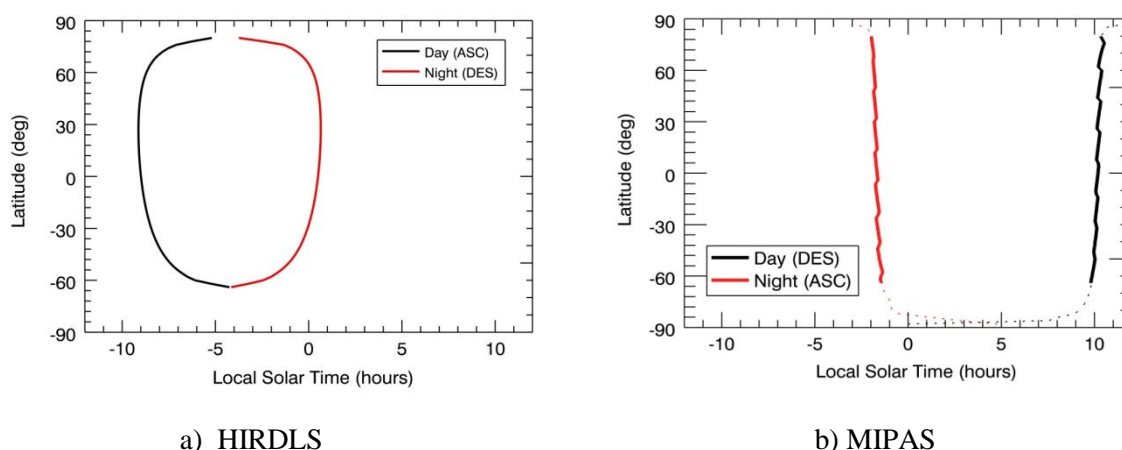 90
60
30
0
-30
-60
-90
Latitude (deg)
Day (ASC)
Night (DES)
-10
-5
0
5
10
Local Solar Time (hours)
a) HIRDLS
90
60
30
0
-30
-60
-90
Latitude (deg)
Day (DES)
Night (ASC)
-10
-5
0
5
10
Local Solar Time (hours)
b) MIPAS